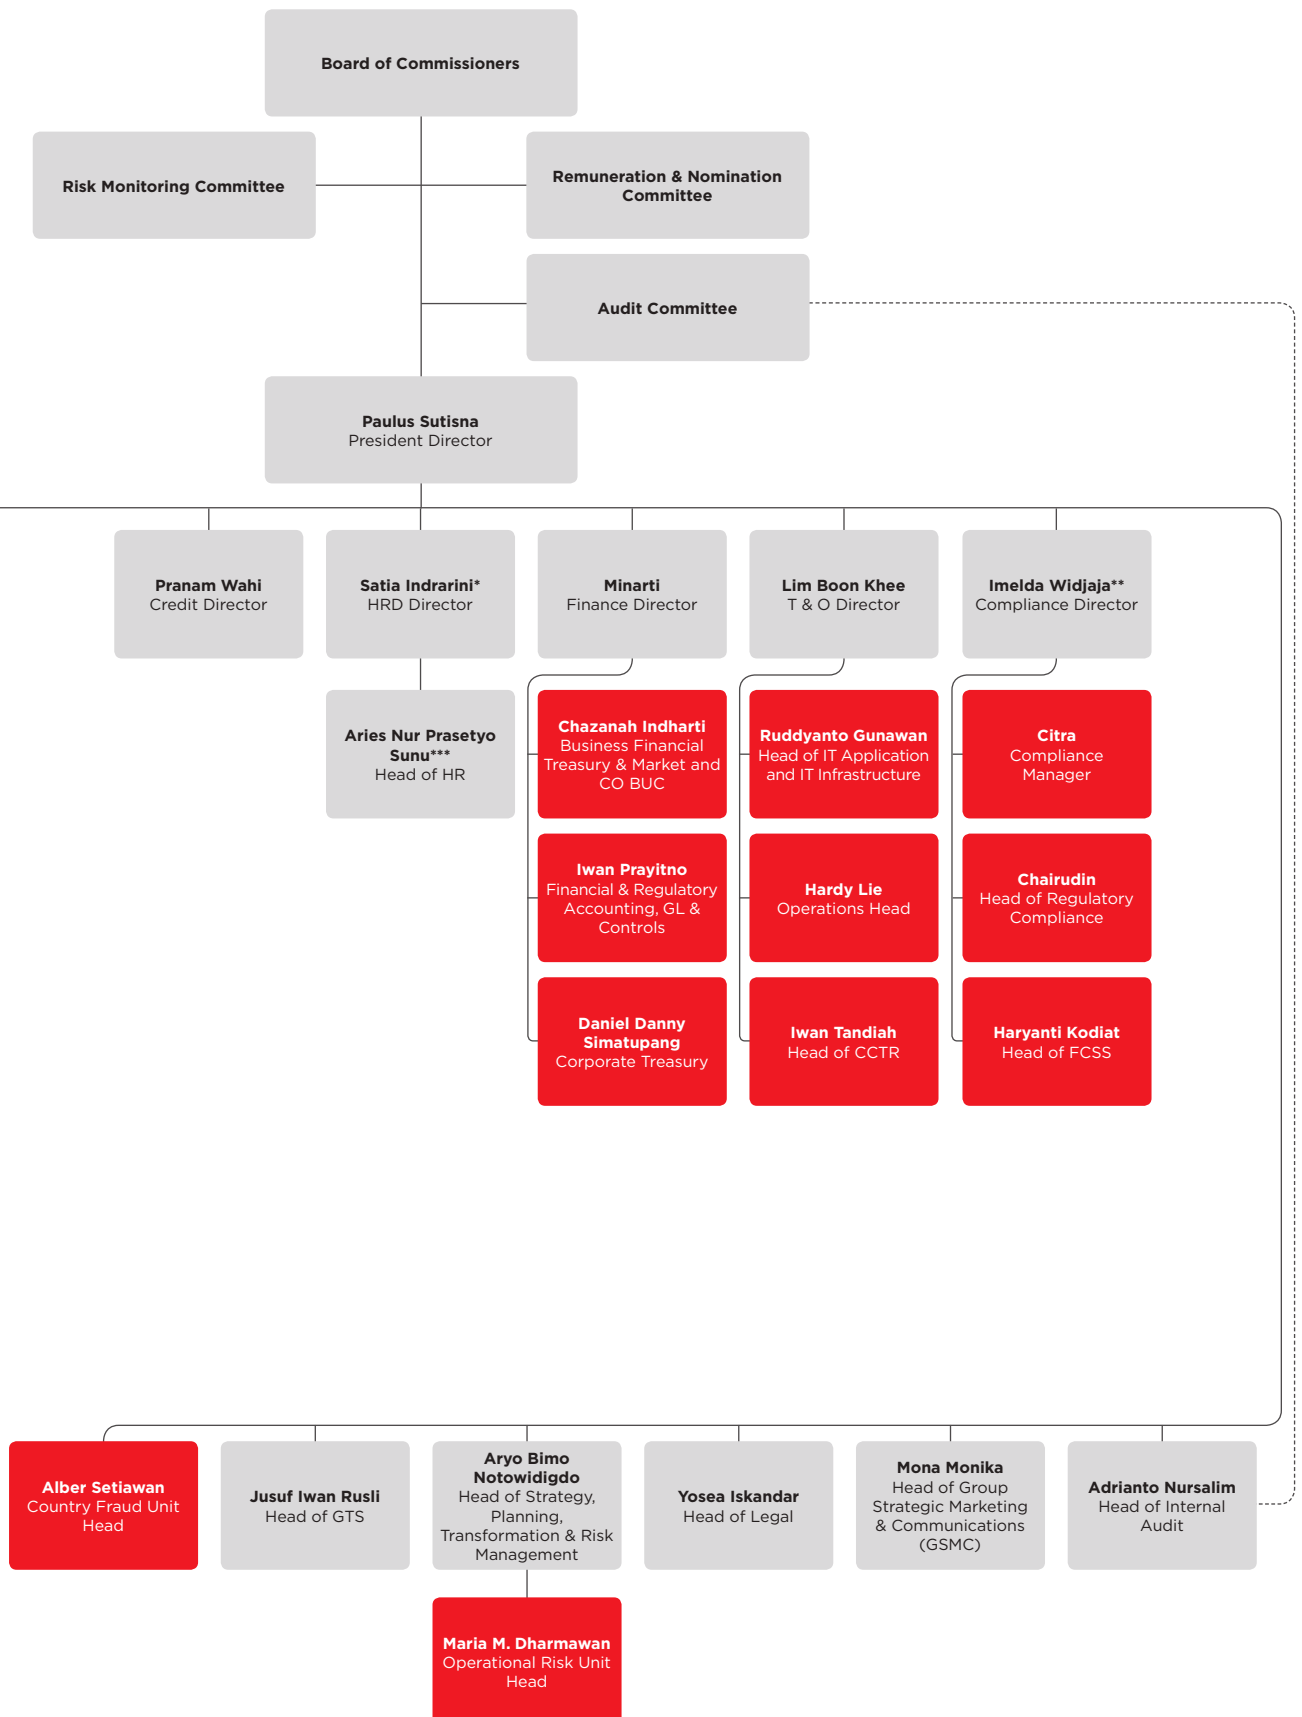 Board of Commissioners
Risk Monitoring Committee
Remuneration & Nomination
Committee
Audit Committee
Paulus Sutisna
President Director
Pranam Wahi
Credit Director
Satia Indrarini*
HRD Director
Minarti
Finance Director
Lim Boon Khee
T & O Director
Imelda Widjaja**
Compliance Director
Aries Nur Prasetyo
Sunu***
Head of HR
Chazanah Indharti
Business Financial
Treasury & Market and
CO BUC
Ruddyanto Gunawan
Head of IT Application
and IT Infrastructure
Citra
Compliance
Manager
Iwan Prayitno
Financial & Regulatory
Accounting, GL &
Controls
Hardy Lie
Operations Head
Chairudin
Head of Regulatory
Compliance
Daniel Danny
Simatupang
Corporate Treasury
Iwan Tandiah
Head of CCTR
Haryanti Kodiat
Head of FCSS
Alber Setiawan
Country Fraud Unit
Head
Jusuf Iwan Rusli
Head of GTS
Aryo Bimo
Notowidigdo
Head of Strategy,
Planning,
Transformation & Risk
Management
Yosea Iskandar
Head of Legal
Mona Monika
Head of Group
Strategic Marketing
& Communications
(GSMC)
Adrianto Nursalim
Head of Internal
Audit
Maria M. Dharmawan
Operational Risk Unit
Head